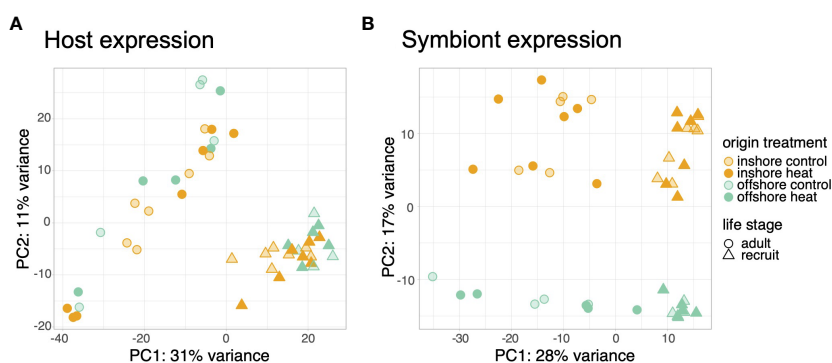 A
Host expression
PC2: 11% variance
20
10
0
-10
-20
-40
-20
0
20
PC1: 31% variance
B
Symbiont expression
PC2: 17% variance
10
0
-10
-30
-20
-10
0
10
PC1: 28% variance
origin treatment
inshore control
inshore heat
offshore control
offshore heat
life stage
adult
recruit